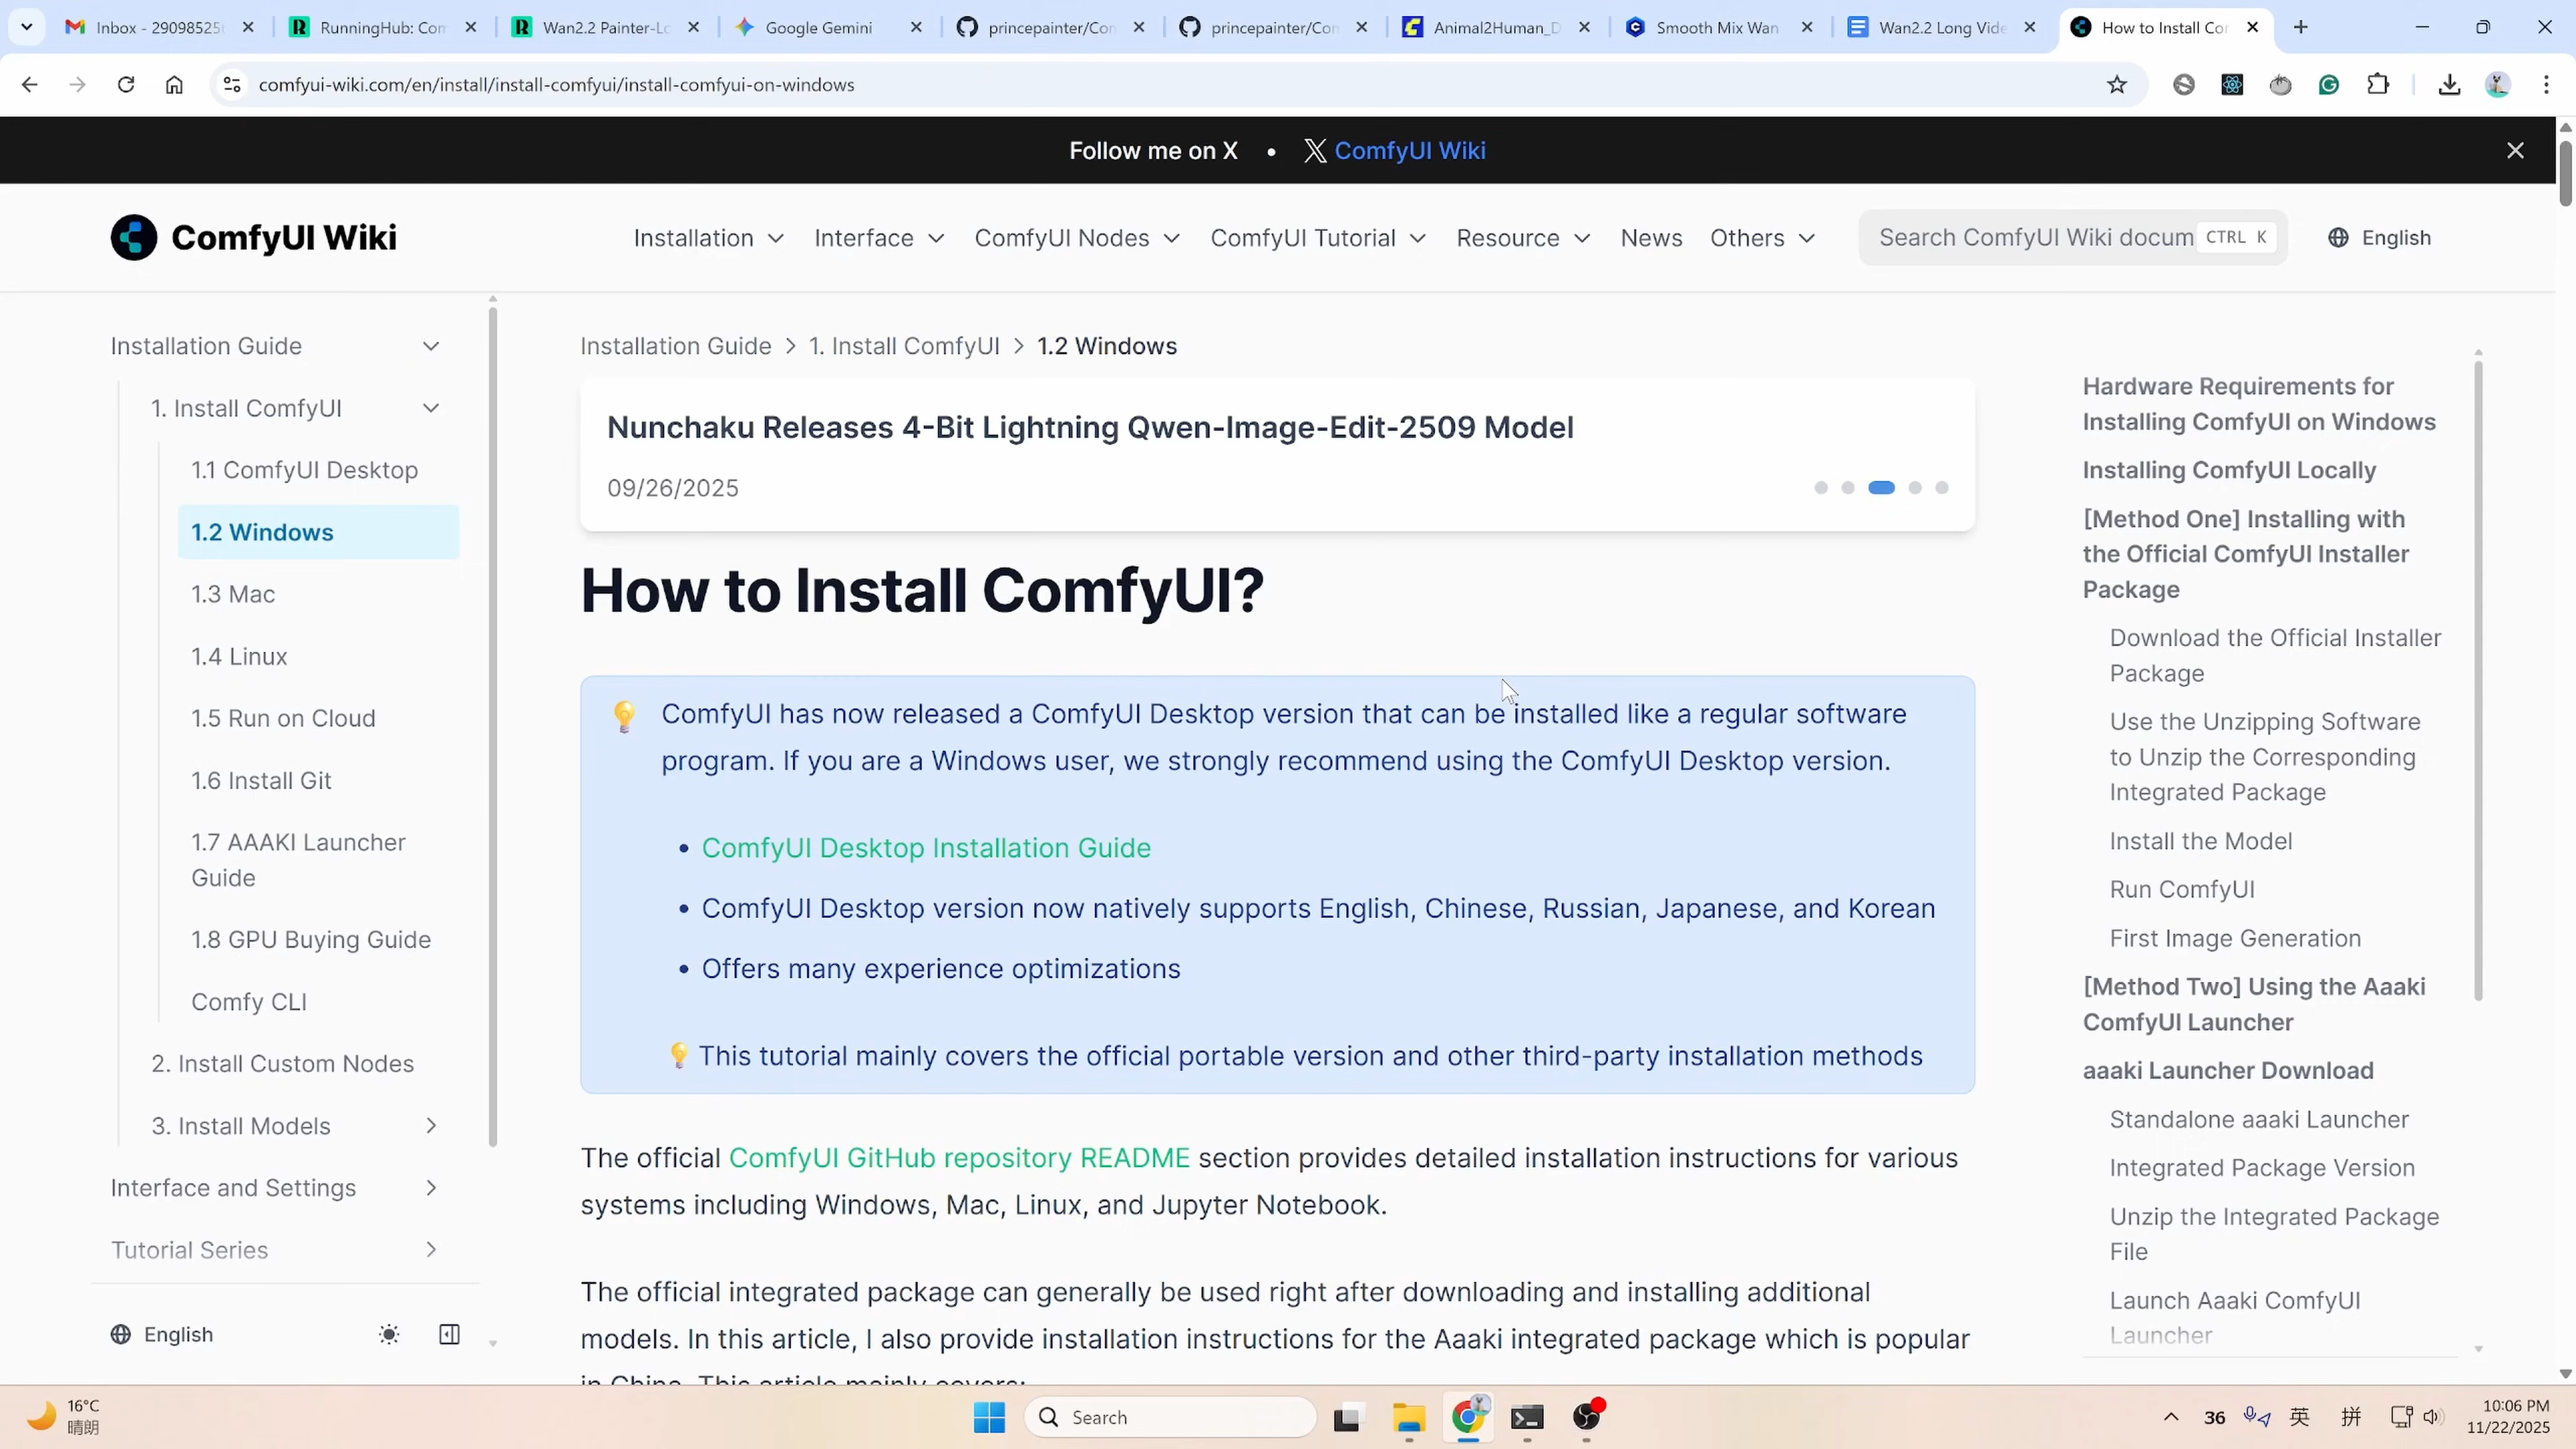 Inbox - 29098525
RunningHub: Com
Wan2.2 Painter-Lo
Google Gemini
princepainter/Con
princepainter/Con
Animal2Human_D
Smooth Mix Wan
Wan2.2 Long Vide
How to Install Cor
comfyui-wiki.com/en/install/install-comfyui/install-comfyui-on-windows
Follow me on X • X ComfyUI Wiki
ComfyUI Wiki
Installation
Interface
ComfyUI Nodes
ComfyUI Tutorial
Resource
News
Others
Search ComfyUI Wiki docum
CTRL K
English
Installation Guide
1. Install ComfyUI
1.1 ComfyUI Desktop
1.2 Windows
1.3 Mac
1.4 Linux
1.5 Run on Cloud
1.6 Install Git
1.7 AAAKI Launcher
Guide
1.8 GPU Buying Guide
Comfy CLI
2. Install Custom Nodes
3. Install Models
Interface and Settings
Tutorial Series
English
Installation Guide > 1. Install ComfyUI > 1.2 Windows
Nunchaku Releases 4-Bit Lightning Qwen-Image-Edit-2509 Model
09/26/2025
How to Install ComfyUI?
ComfyUI has now released a ComfyUI Desktop version that can be installed like a regular software
program. If you are a Windows user, we strongly recommend using the ComfyUI Desktop version.
• ComfyUI Desktop Installation Guide
• ComfyUI Desktop version now natively supports English, Chinese, Russian, Japanese, and Korean
• Offers many experience optimizations
This tutorial mainly covers the official portable version and other third-party installation methods
The official ComfyUI GitHub repository README section provides detailed installation instructions for various
systems including Windows, Mac, Linux, and Jupyter Notebook.
The official integrated package can generally be used right after downloading and installing additional
models. In this article, I also provide installation instructions for the Aaaki integrated package which is popular
in China. This article mainly covers:
Hardware Requirements for
Installing ComfyUI on Windows
Installing ComfyUI Locally
[Method One] Installing with
the Official ComfyUI Installer
Package
Download the Official Installer
Package
Use the Unzipping Software
to Unzip the Corresponding
Integrated Package
Install the Model
Run ComfyUI
First Image Generation
[Method Two] Using the Aaaki
ComfyUI Launcher
aaaki Launcher Download
Standalone aaaki Launcher
Integrated Package Version
Unzip the Integrated Package
File
Launch Aaaki ComfyUI
Launcher
16°C
晴朗
Search
36
英
拼
10:06 PM
11/22/2025